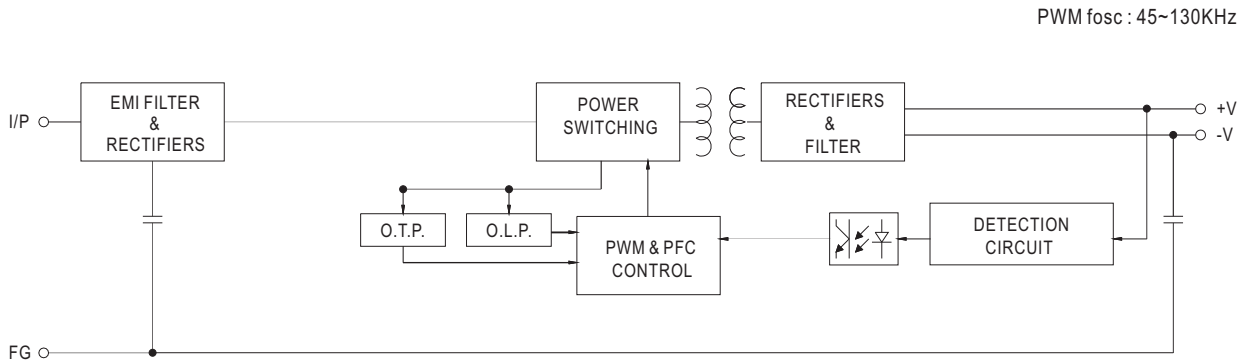 PWM fosc : 45~130KHz
I/P
EMI FILTER
&
RECTIFIERS
POWER
SWITCHING
RECTIFIERS
&
FILTER
+V
-V
O.T.P.
O.L.P.
PWM & PFC
CONTROL
DETECTION
CIRCUIT
FG